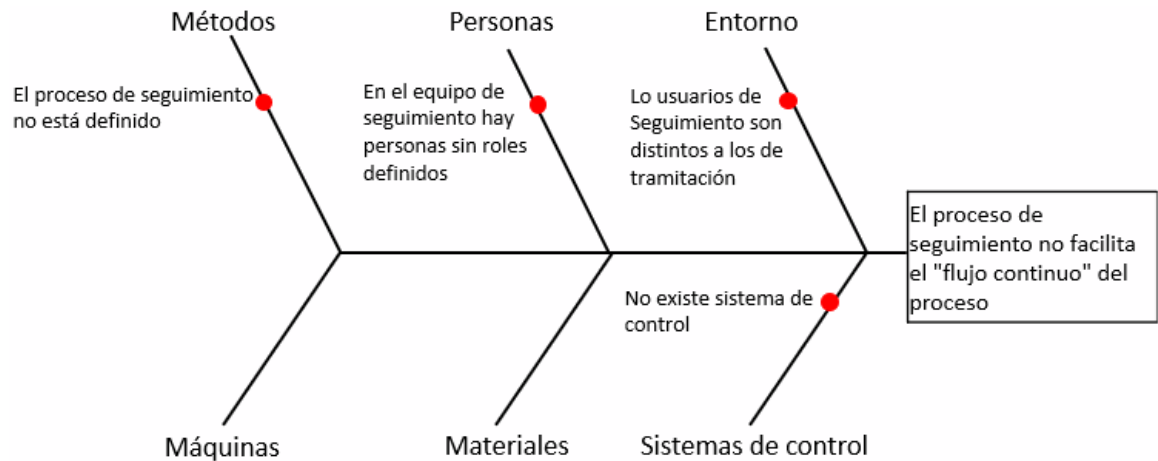 Métodos
Personas
Entorno
El proceso de seguimiento
no está definido
En el equipo de
seguimiento hay
personas sin roles
definidos
Lo usuarios de
Seguimiento son
distintos a los de
tramitación
El proceso de
seguimiento no facilita
el "flujo continuo" del
proceso
No existe sistema de
control
Máquinas
Materiales
Sistemas de control